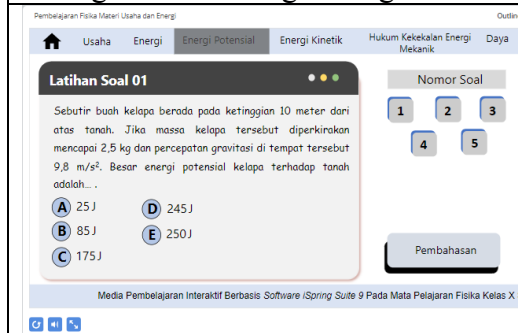 Pembelajaran Fisika Materi Usaha dan Energi
Usaha Energi Energi Potensial Energi Kinetik Hukum Kekekalan Energi Mekanik Daya
Latihan Soal 01
Sebutir buah kelapa berada pada ketinggian 10 meter dari
atas tanah. Jika massa kelapa tersebut diperkirakan
mencapai 2,5 kg dan percepatan gravitasi di tempat tersebut
9,8 m/s². Besar energi potensial kelapa terhadap tanah
adalah... .
A 25 J
B 85 J
C 175 J
D 245 J
E 250 J
Nomor Soal
1 2 3
4 5
Pembahasan
Media Pembelajaran Interaktif Berbasis Software iSpring Suite 9 Pada Mata Pelajaran Fisika Kelas X